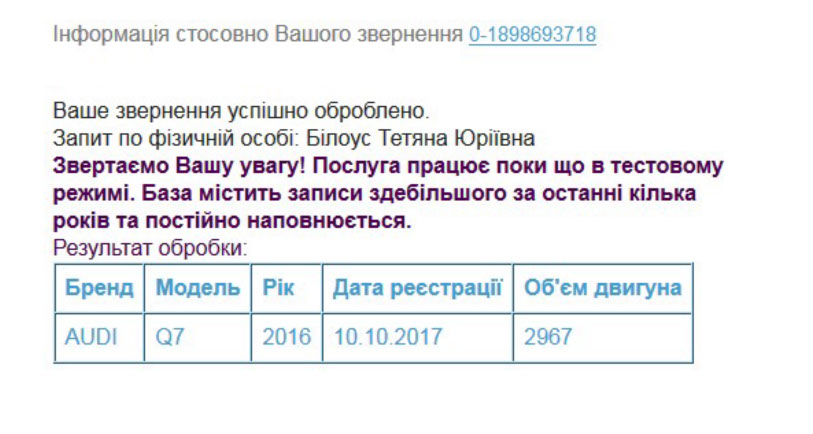 Інформація стосовно Вашого звернення 0-1898693718
Ваше звернення успішно оброблено.
Запит по фізичній особі: Білоус Тетяна Юріївна
Звертаємо Вашу увагу! Послуга працює поки що в тестовому
режимі. База містить записи здебільшого за останні кілька
років та постійно наповнюється.
Результат обробки:
Бренд Модель Рік Дата реєстрації Об'єм двигуна
AUDI Q7 2016 10.10.2017 2967